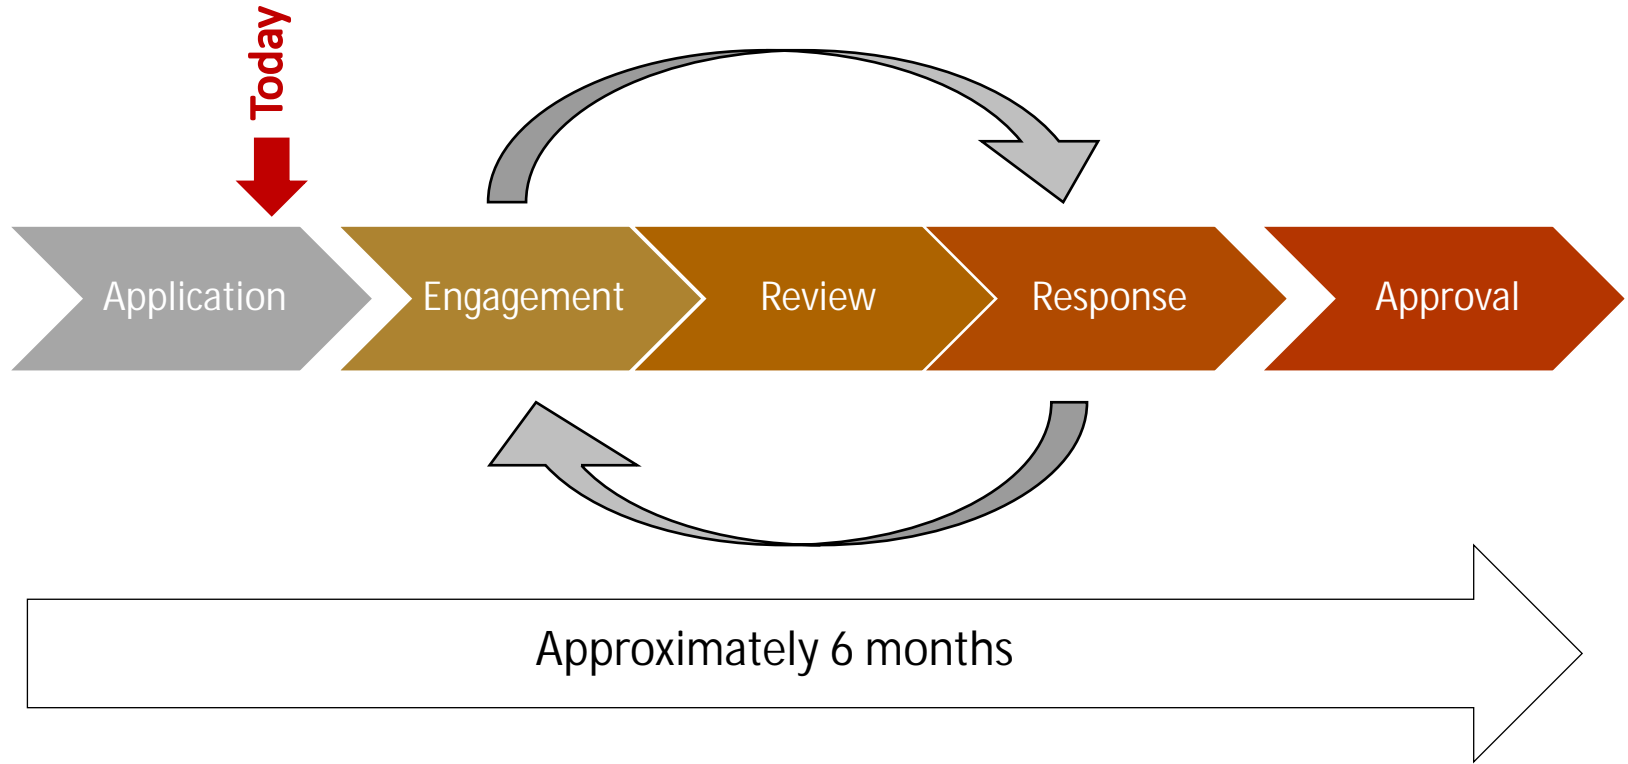 Today
Application
Engagement
Review
Response
Approval
Approximately 6 months